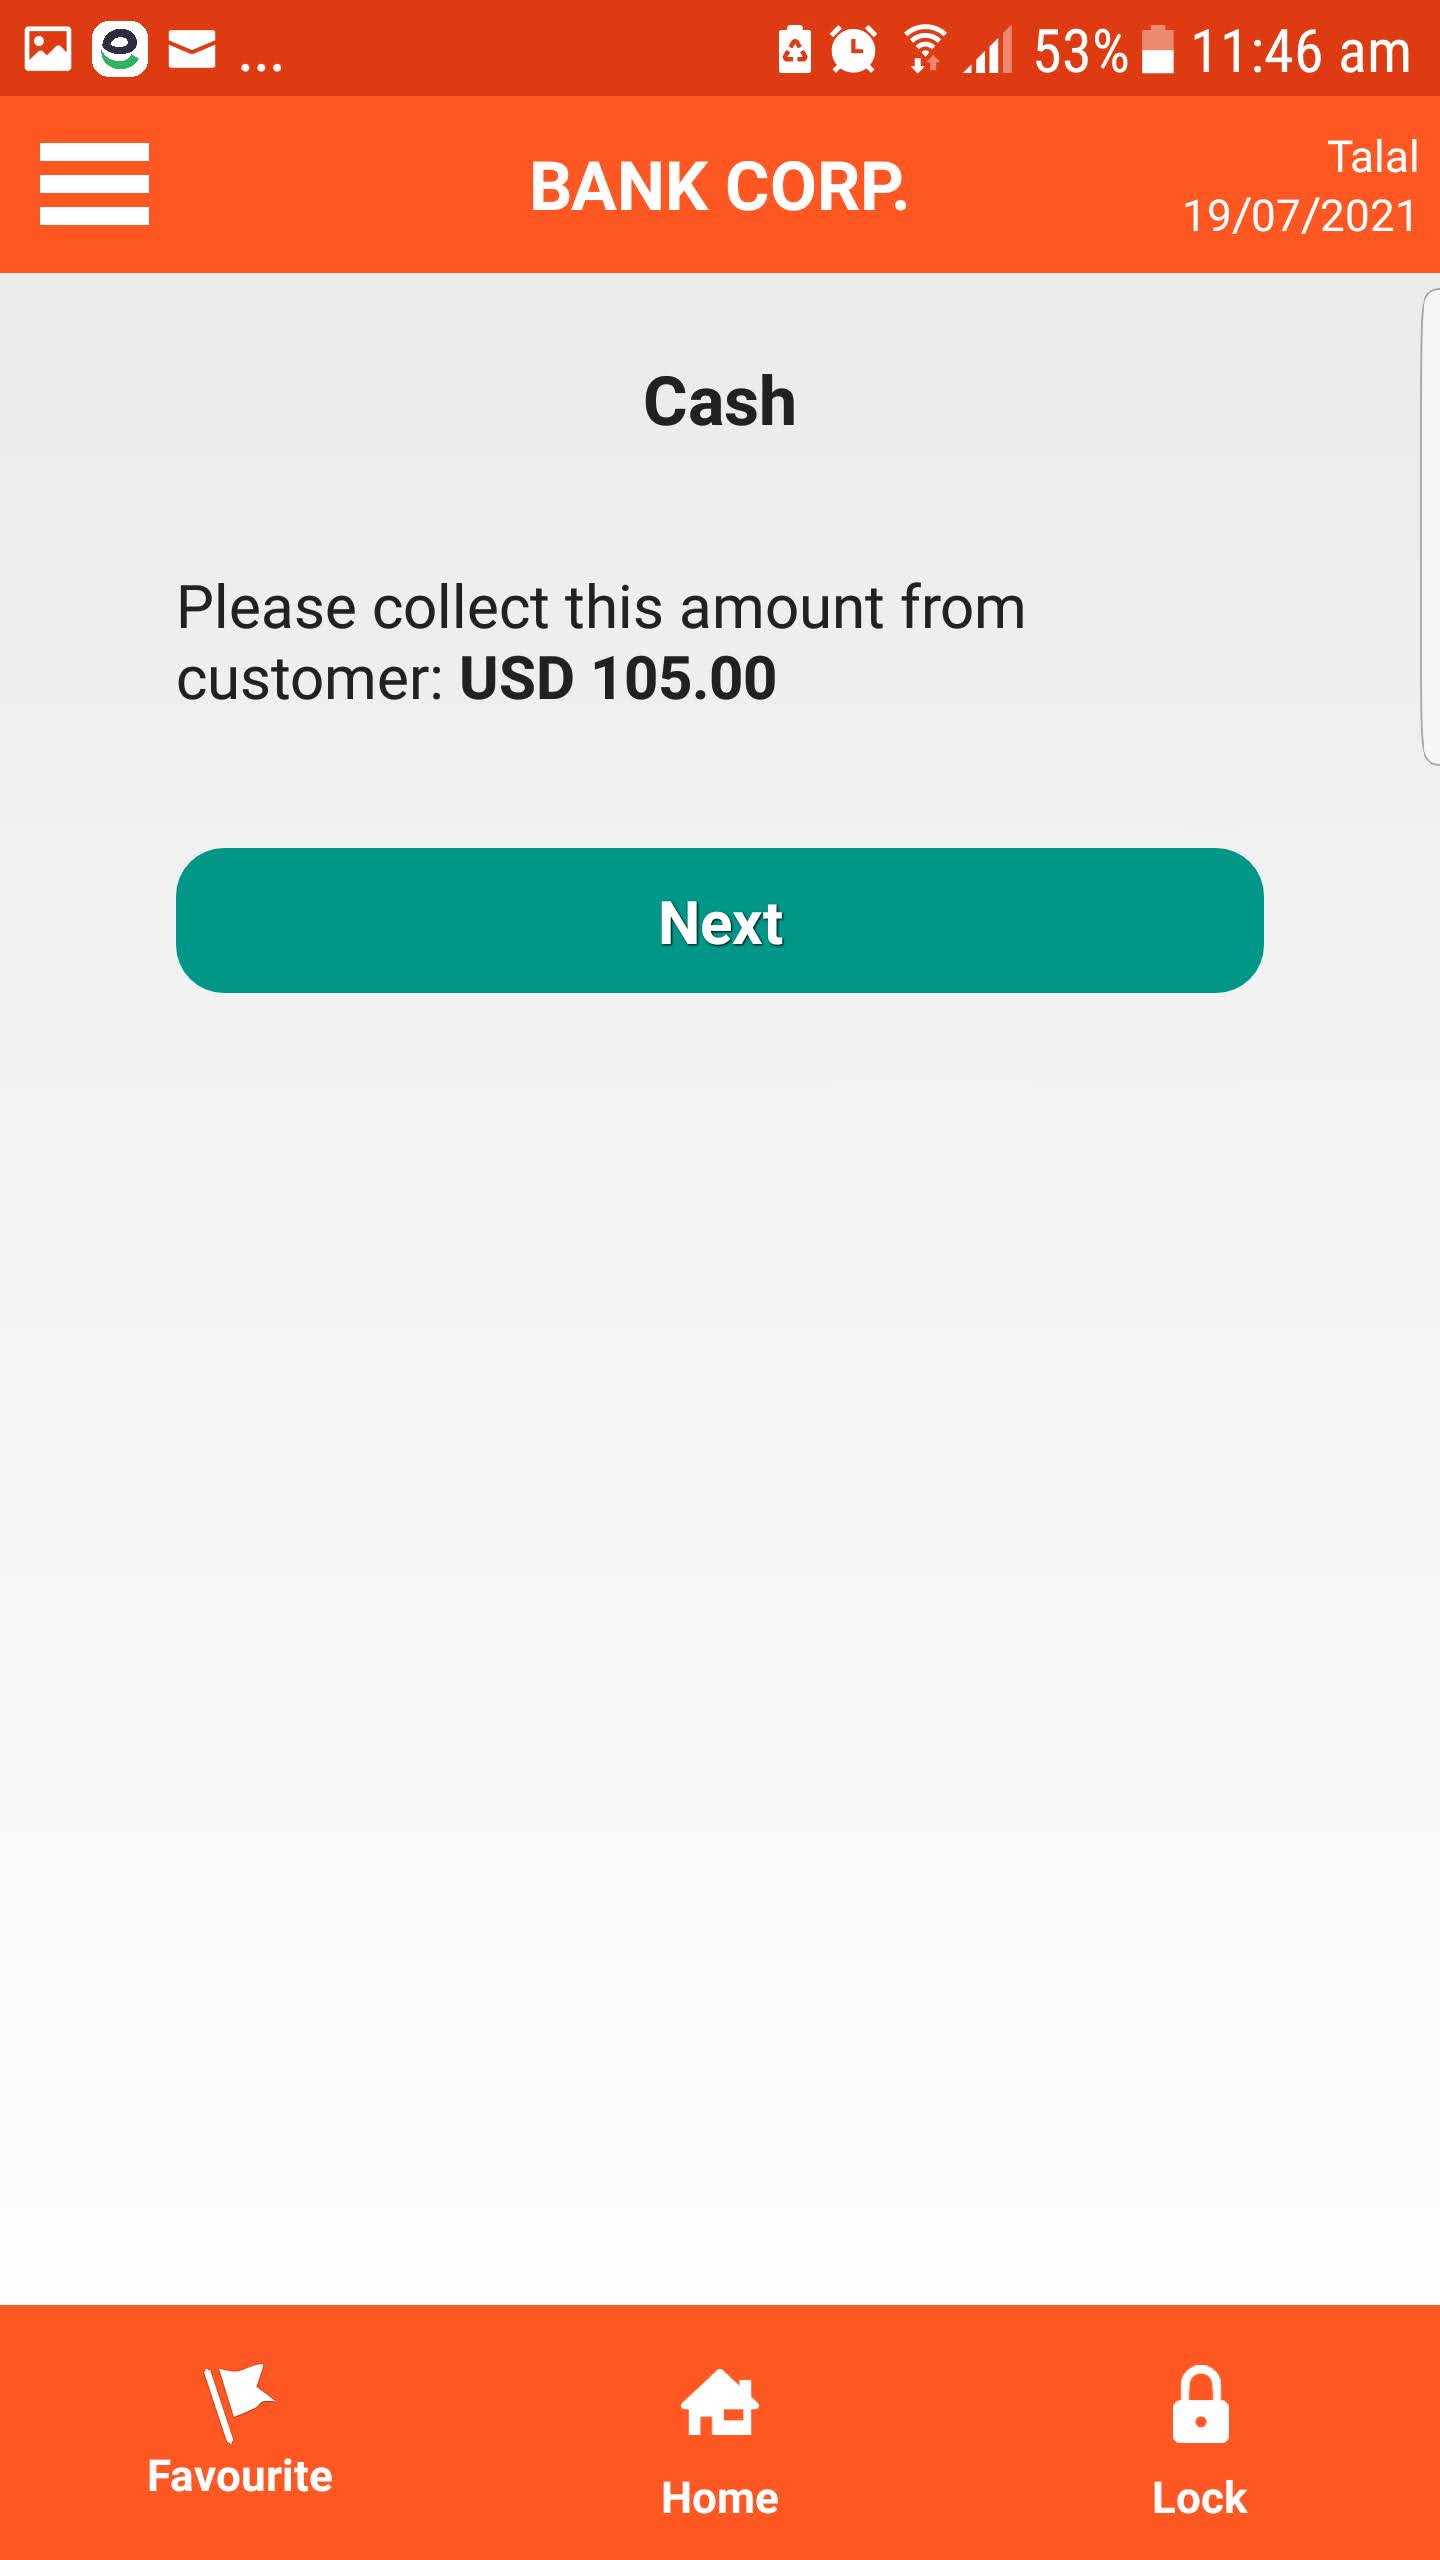 ... 53% 11:46 am
Talal
BANK CORP.
19/07/2021
Cash
Please collect this amount from
customer: USD 105.00
Next
Favourite
Home
Lock